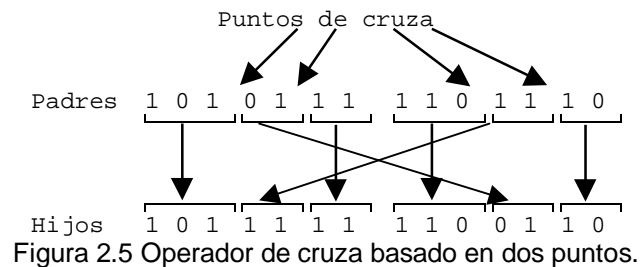 Puntos de cruza
Padres 1 0 1 0 1 1 1 1 1 0 1 1 1 0
Hijos 1 0 1 1 1 1 1 1 1 0 0 1 1 0
Figura 2.5 Operador de cruza basado en dos puntos.